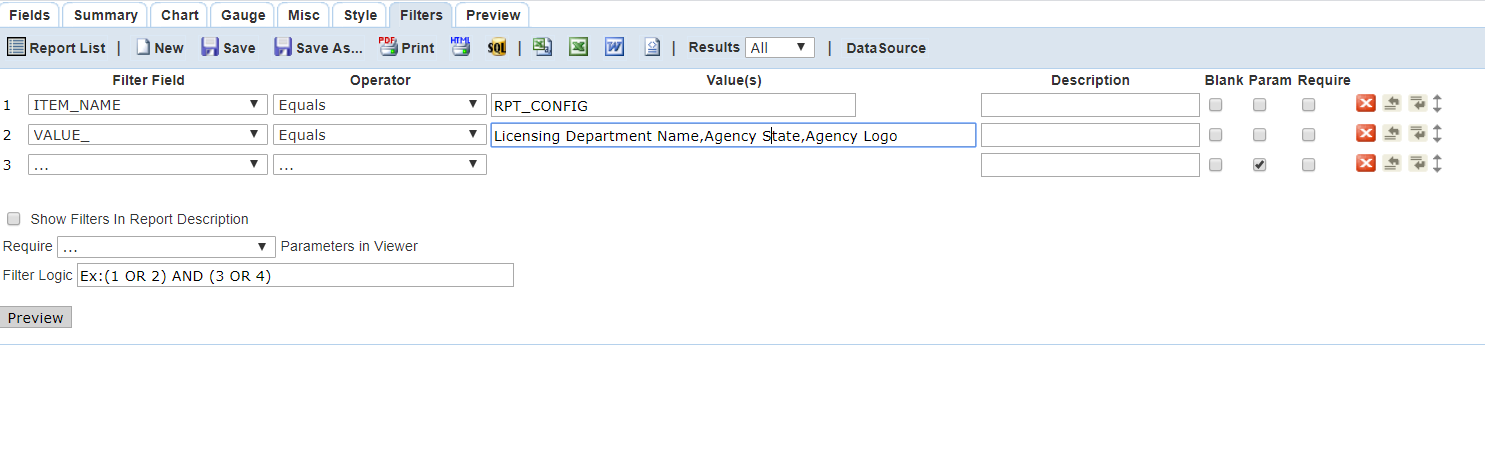 Fields Summary Chart Gauge Misc Style Filters Preview
Report List | New Save Save As... PDF Print HTML SQL | | Results All | DataSource
Filter Field Operator Value(s) Description Blank Param Require
1 ITEM_NAME Equals RPT_CONFIG
2 VALUE_ Equals Licensing Department Name,Agency State,Agency Logo
3 ... ...
Show Filters In Report Description
Require ... Parameters in Viewer
Filter Logic Ex:(1 OR 2) AND (3 OR 4)
Preview